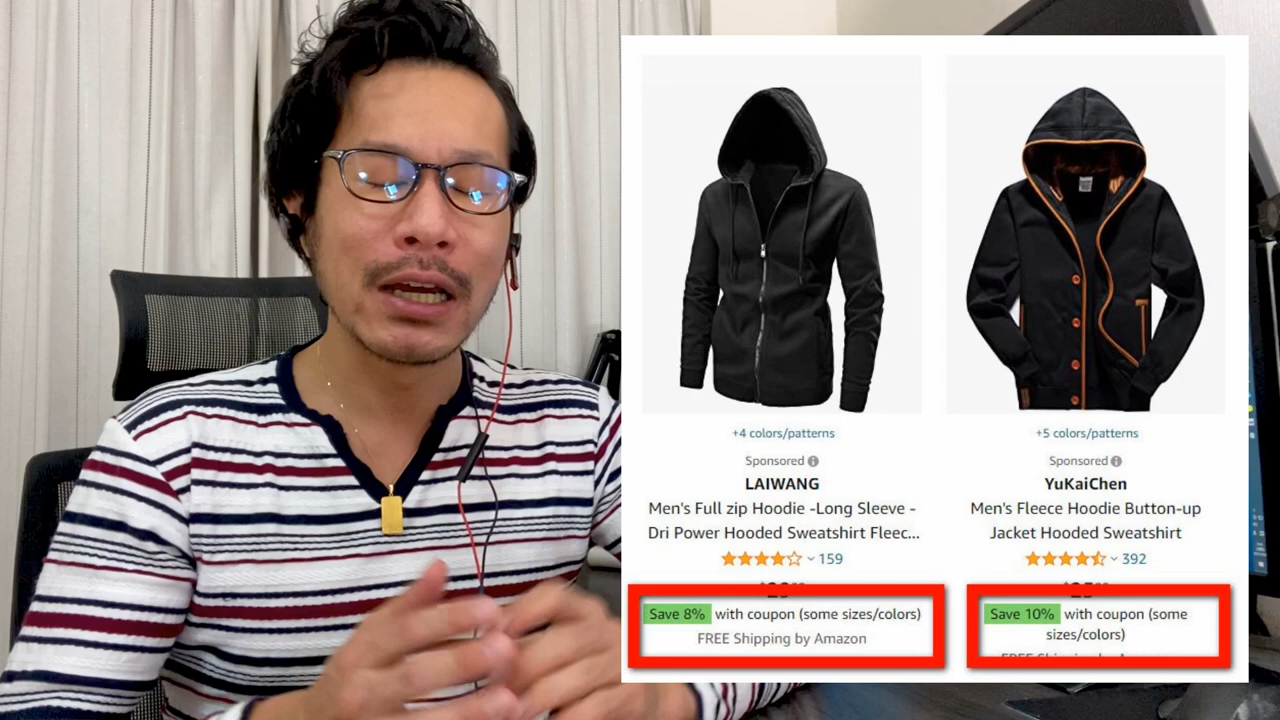 +4 colors/patterns
Sponsored
LAIWANG
Men's Full zip Hoodie -Long Sleeve -
Dri Power Hooded Sweatshirt Fleec...
159
Save 8% with coupon (some sizes/colors)
FREE Shipping by Amazon
+5 colors/patterns
Sponsored
YuKaiChen
Men's Fleece Hoodie Button-up
Jacket Hooded Sweatshirt
392
Save 10% with coupon (some
sizes/colors)